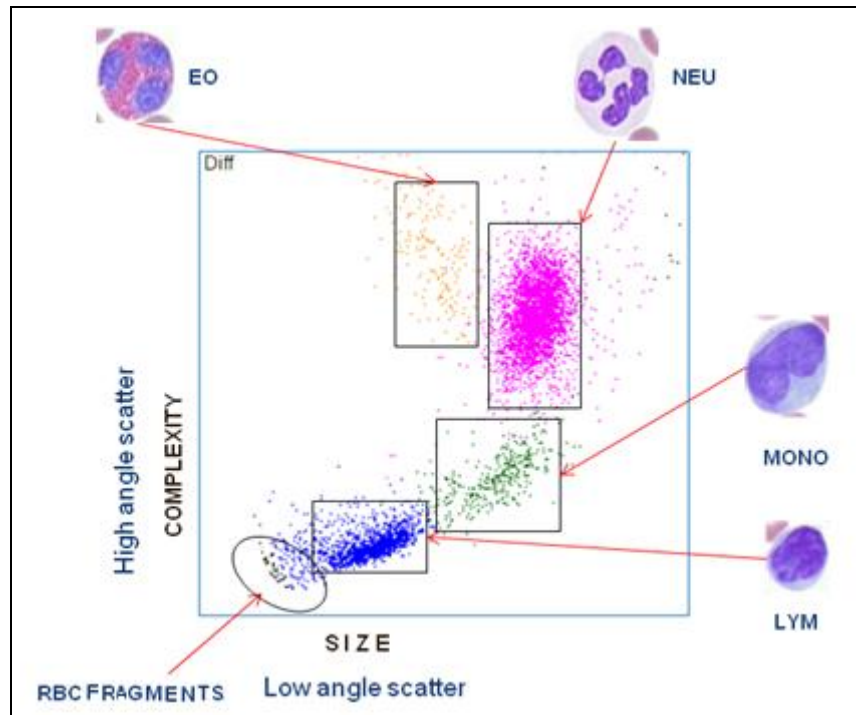 EO
NEU
Diff
High angle scatter
COMPLEXITY
MONO
LYM
SIZE
RBC FRAGMENTS
Low angle scatter